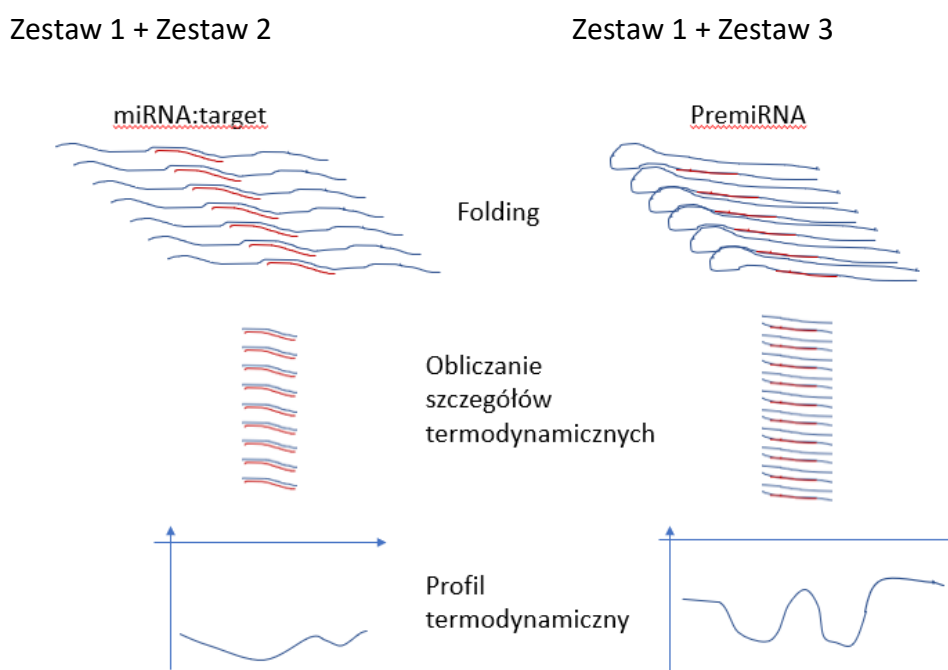 Zestaw 1 + Zestaw 2
Zestaw 1 + Zestaw 3
miRNA:target
PremiRNA
Folding
Obliczanie
szczegółów
termodynamicznych
Profil
termodynamiczny